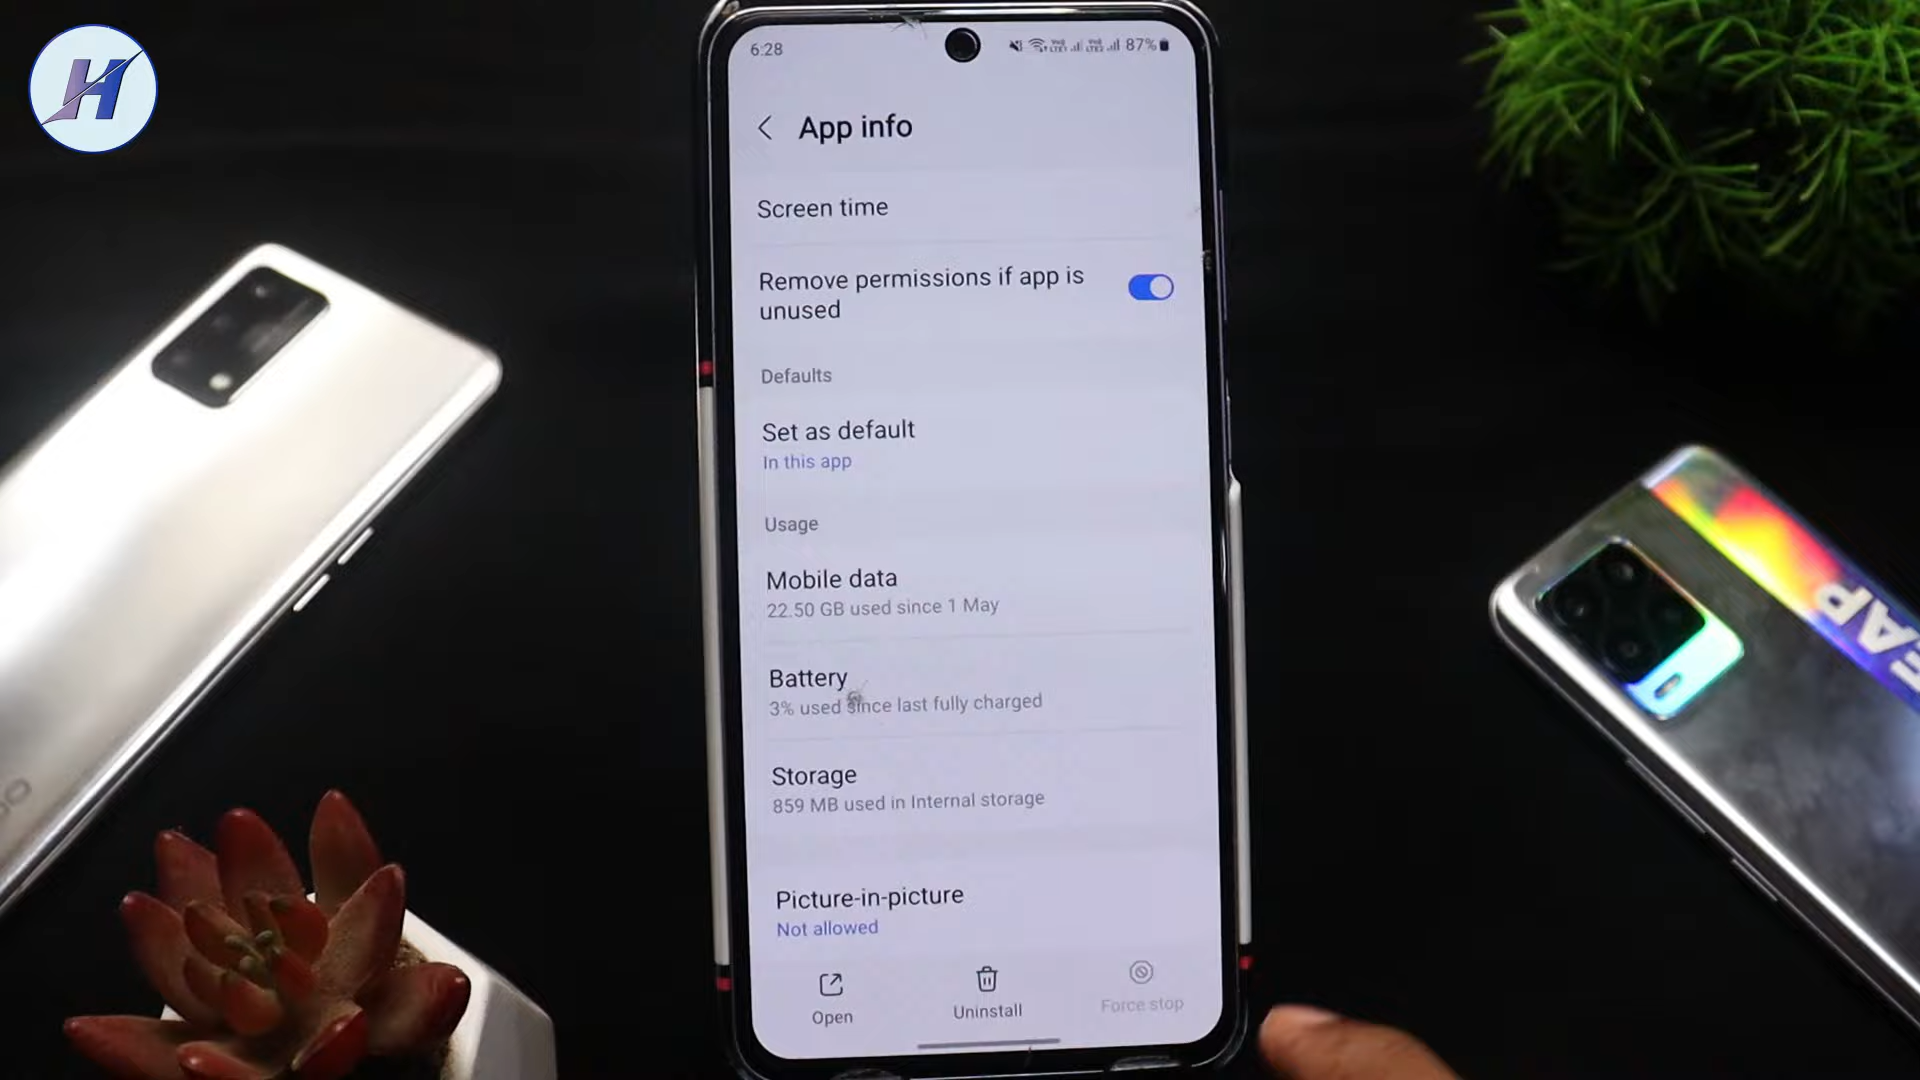 H
6:28
87%
App info
Screen time
Remove permissions if app is
unused
Defaults
Set as default
In this app
Usage
Mobile data
22.50 GB used since 1 May
Battery
3% used since last fully charged
Storage
859 MB used in Internal storage
Picture-in-picture
Not allowed
Open
Uninstall
Force stop
EAP